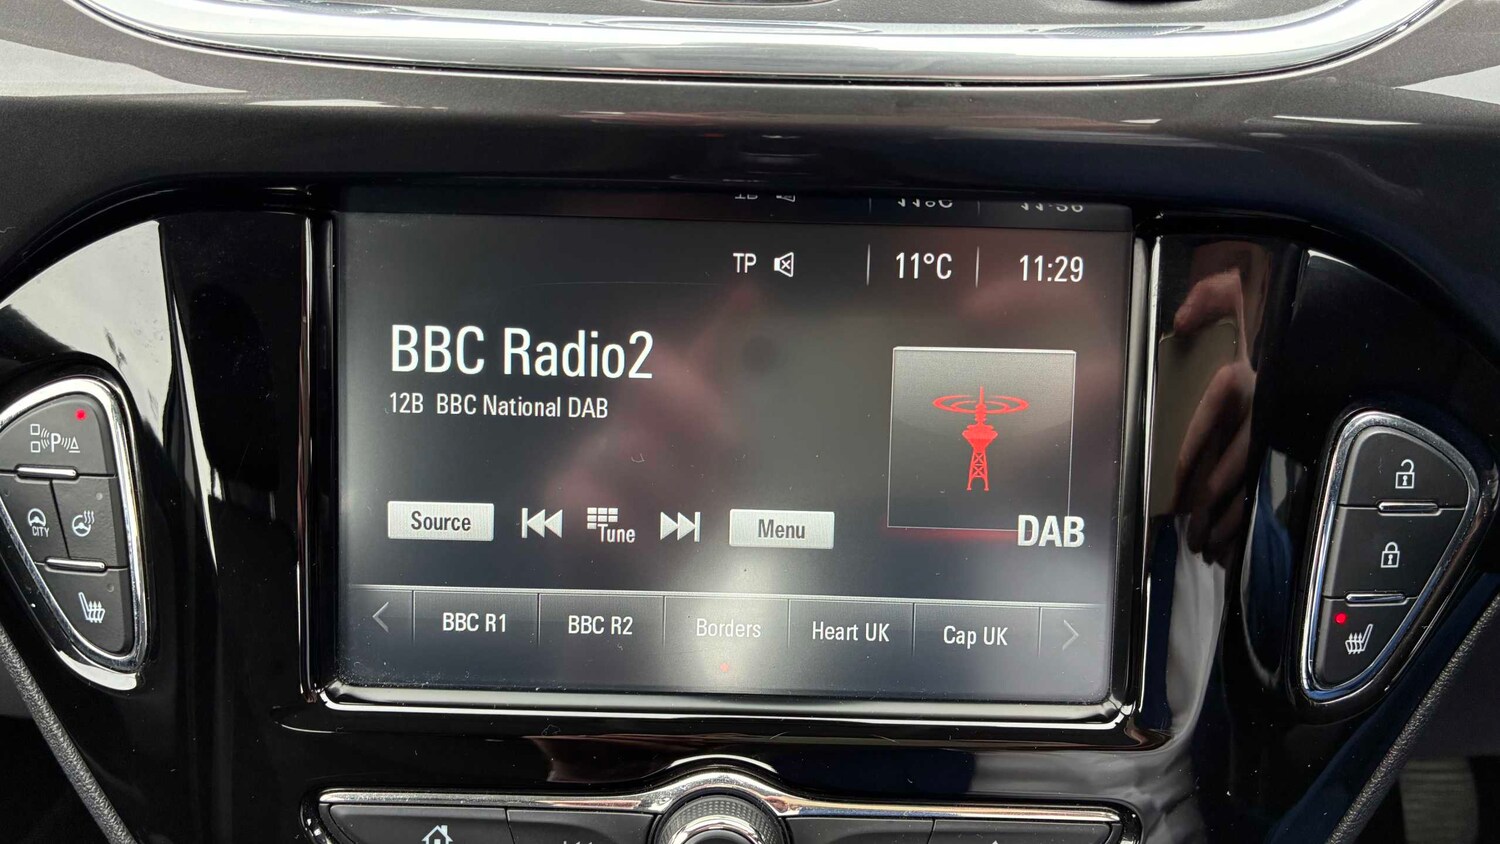 TP 11°C 11:29
BBC Radio2
12B BBC National DAB
Source Tune Menu
DAB
BBC R1 BBC R2 Borders Heart UK Cap UK
P
CITY